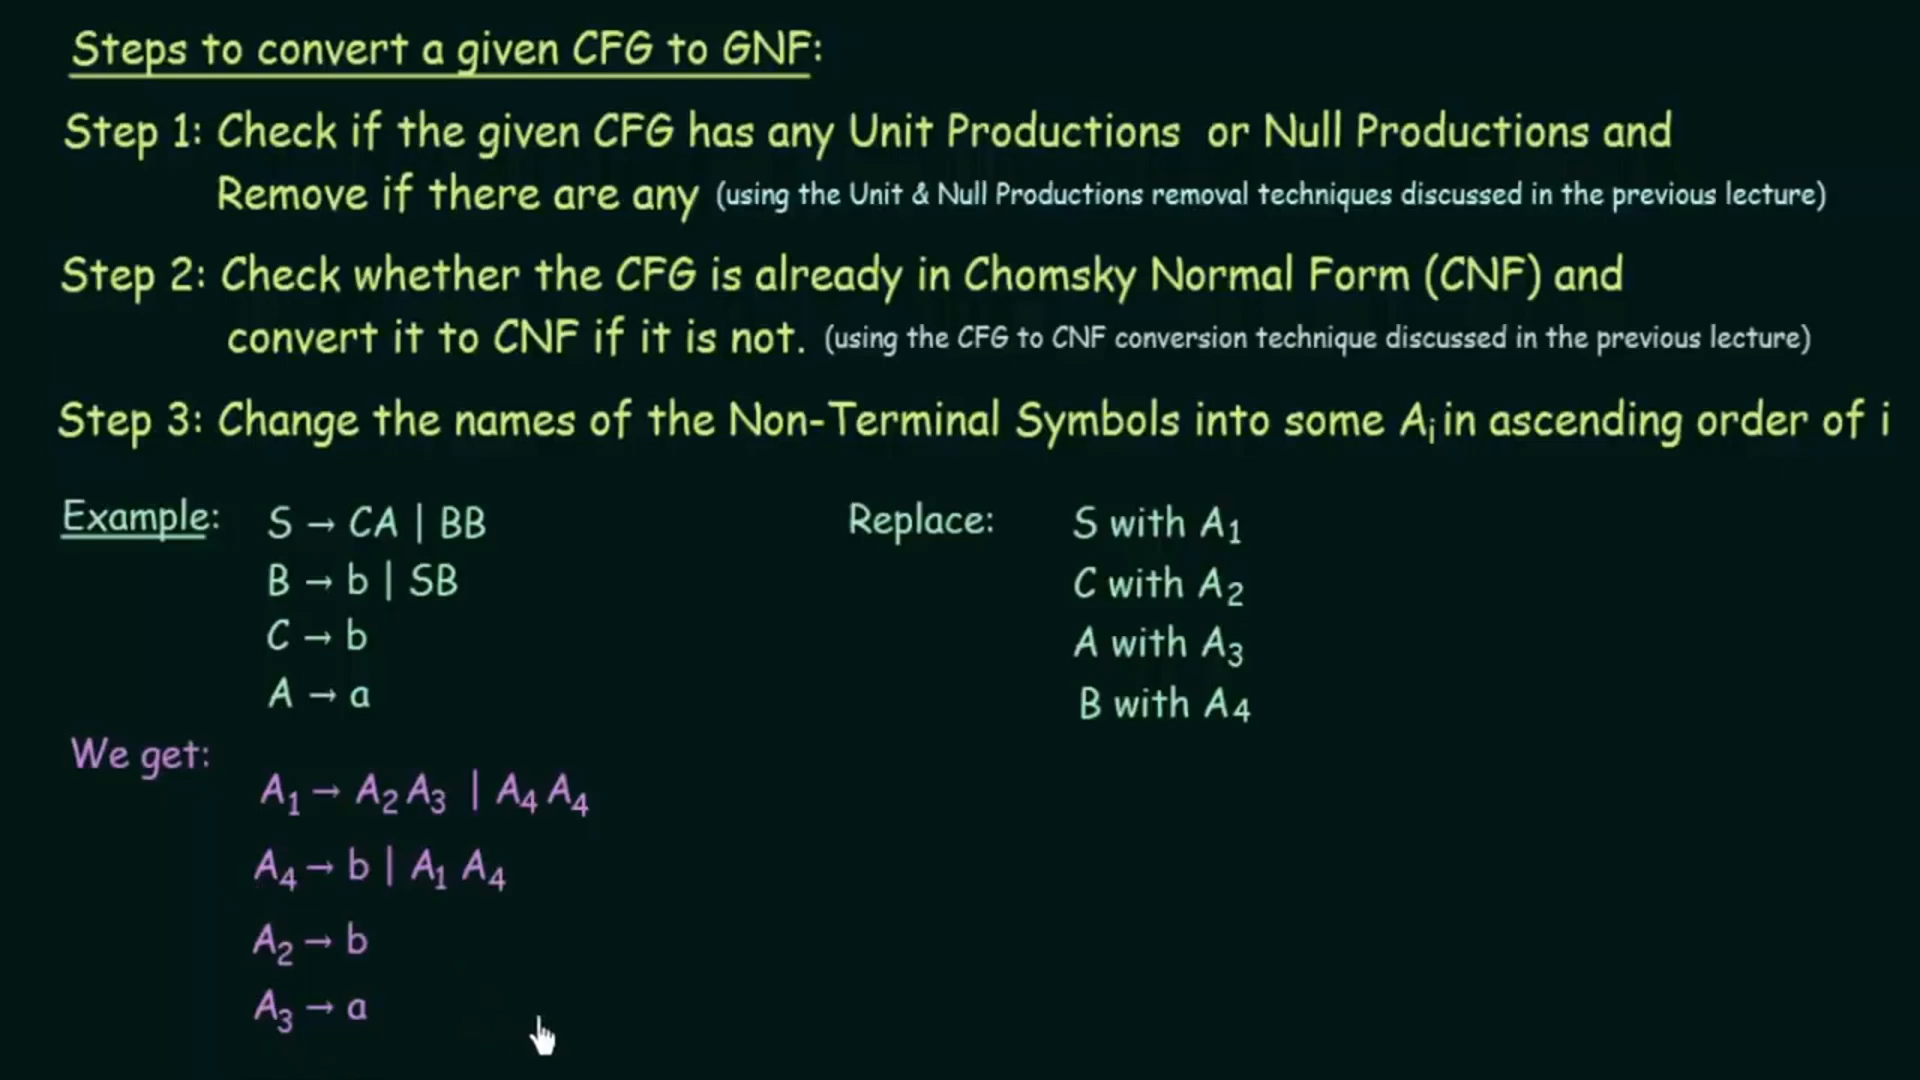 Steps to convert a given CFG to GNF:
Step 1: Check if the given CFG has any Unit Productions or Null Productions and
Remove if there are any (using the Unit & Null Productions removal techniques discussed in the previous lecture)
Step 2: Check whether the CFG is already in Chomsky Normal Form (CNF) and
convert it to CNF if it is not. (using the CFG to CNF conversion technique discussed in the previous lecture)
Step 3: Change the names of the Non-Terminal Symbols into some Aᵢ in ascending order of i
Example: S → CA | BB
B → b | SB
C → b
A → a
Replace: S with A₁
C with A₂
A with A₃
B with A₄
We get:
A₁ → A₂ A₃ | A₄ A₄
A₄ → b | A₁ A₄
A₂ → b
A₃ → a